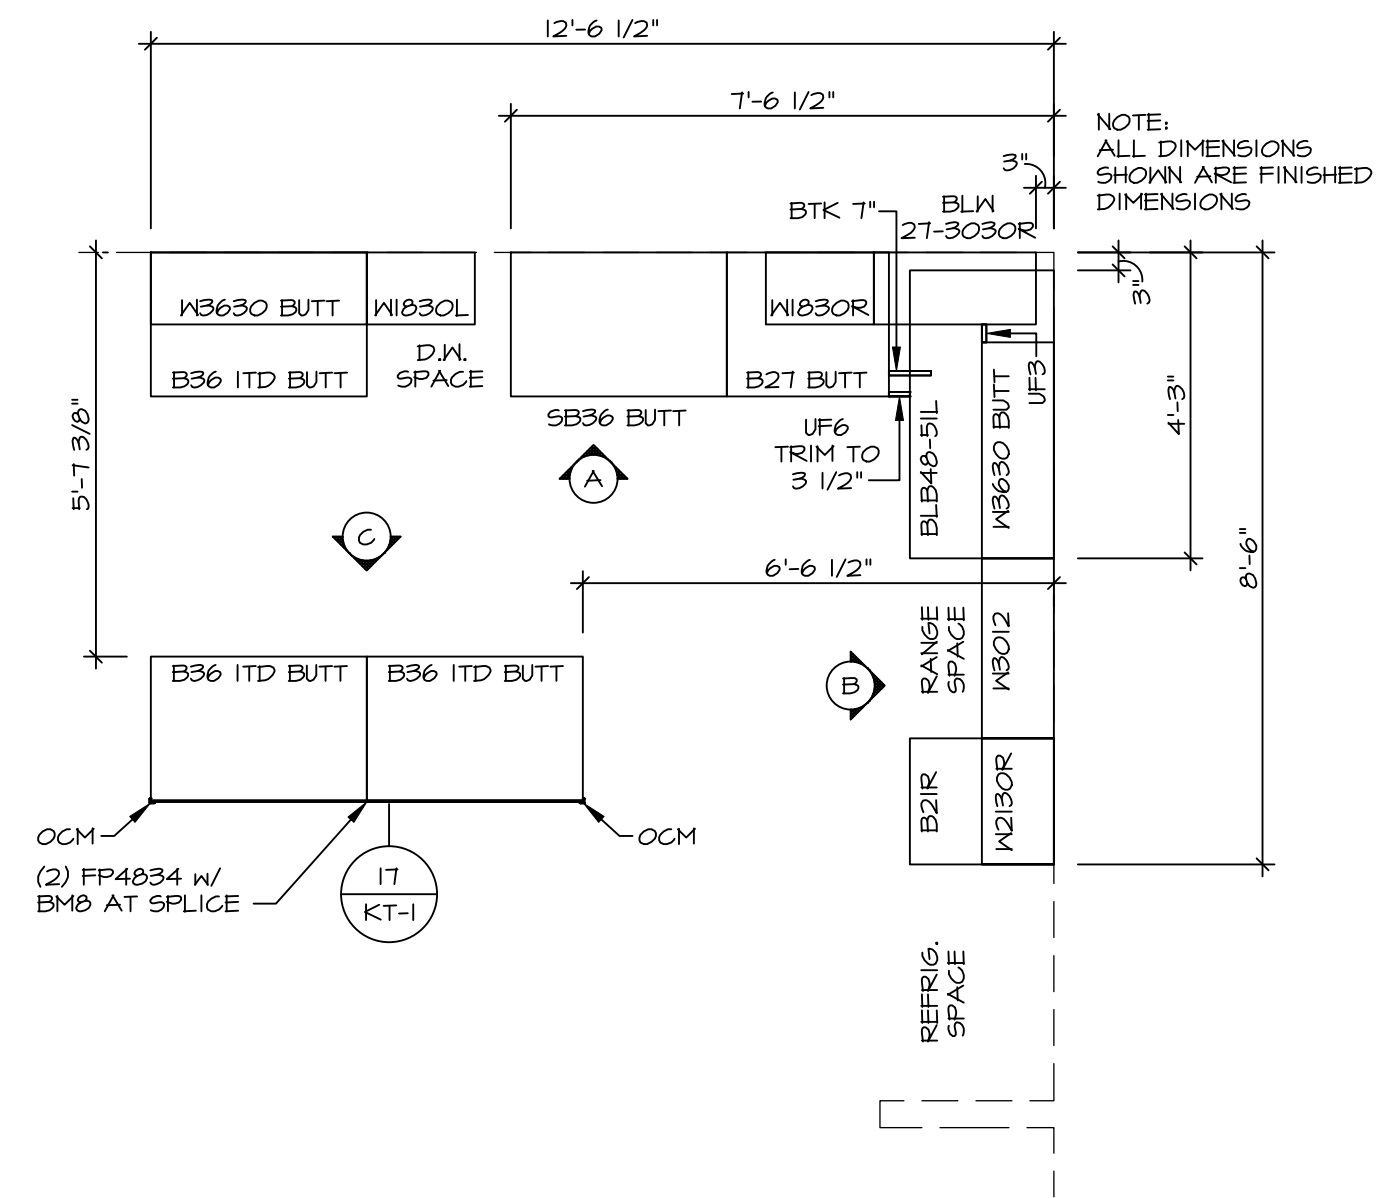 12'-6 1/2"
7'-6 1/2"
NOTE:
ALL DIMENSIONS
SHOWN ARE FINISHED
DIMENSIONS
3"
BTK 7"
BLW
27-3030R
W3630 BUTT
W1830L
W1830R
3"
B36 1TD BUTT
D.W.
SPACE
B27 BUTT
UF3
SB36 BUTT
UF6
TRIM TO
3 1/2"
BLB48-51L
W3630 BUTT
4'-3"
5'-7 3/8"
A
C
8'-6"
6'-6 1/2"
RANGE
SPACE
W3012
B36 1TD BUTT
B36 1TD BUTT
B
B21R
W2130R
OCM
OCM
(2) FP4834 W/
BM8 AT SPLICE
17
KT-1
REFRIG.
SPACE